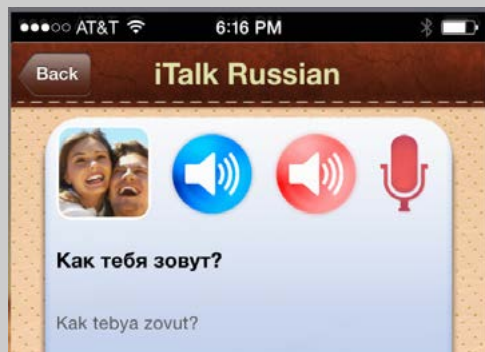 AT&T 6:16 PM
Back iTalk Russian
Как тебя зовут?
Kak tebya zovut?